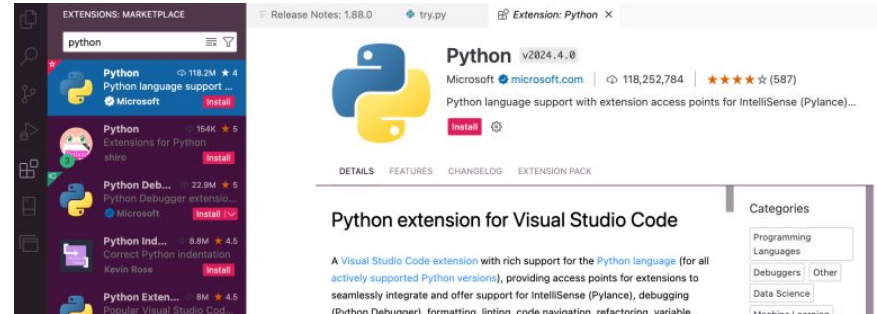 EXTENSIONS: MARKETPLACE
python
Python 118.2M ★ 4
Python language support ...
Microsoft Install
Python 154K ★ 5
Extensions for Python
shiro Install
3
Python Deb... 22.9M ★ 5
Python Debugger extensio...
Microsoft Install
Python Ind... 8.8M ★ 4.5
Correct Python indentation
Kevin Rose Install
Python Exten... 8M ★ 4.5
Popular Visual Studio Cod...
Release Notes: 1.88.0 try.py Extension: Python ×
Python v2024.4.0
Microsoft microsoft.com 118,252,784 ★★★★☆ (587)
Python language support with extension access points for IntelliSense (Pylance)...
Install
DETAILS FEATURES CHANGELOG EXTENSION PACK
Python extension for Visual Studio Code
A Visual Studio Code extension with rich support for the Python language (for all
actively supported Python versions), providing access points for extensions to
seamlessly integrate and offer support for IntelliSense (Pylance), debugging
(Python Debugger), formatting, linting, code navigation, refactoring, variable
Categories
Programming
Languages
Debuggers Other
Data Science
Machine Learning